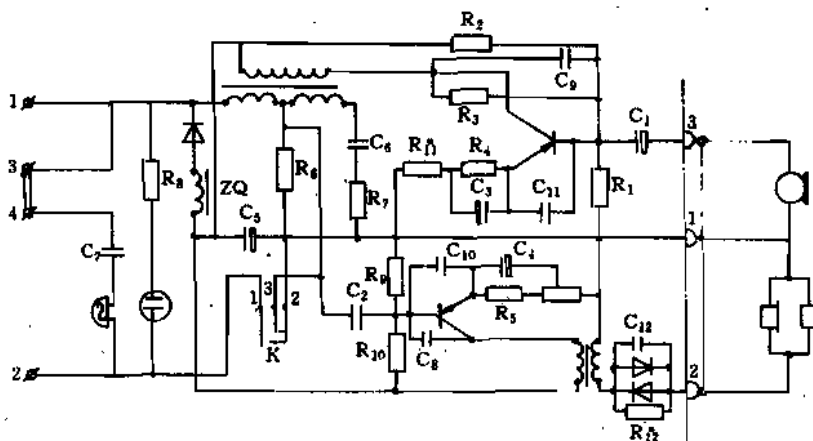 R₂
C₉
1
R₃
C₁
3
3
R₈
ZQ
R₆
C₆
R₁₁*
R₄
R₁
4
R₇
C₃
C₁₁
C₅
1
C₇
C₁₀
C₄
3
1
2
R₉
C₂
R₅
K
C₁₂
2
R₁₀
C₈
2
R₁₂*